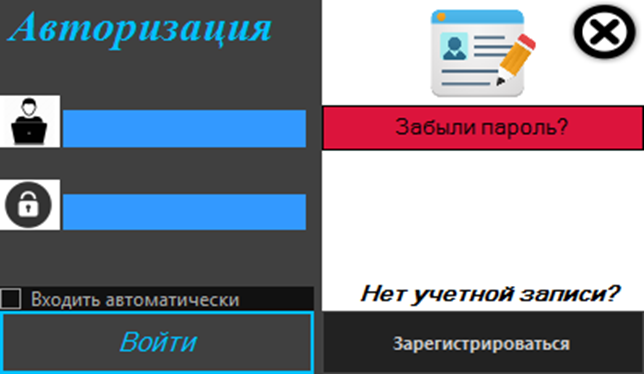 Авторизация
Забыли пароль?
Входить автоматически
Нет учетной записи?
Войти
Зарегистрироваться